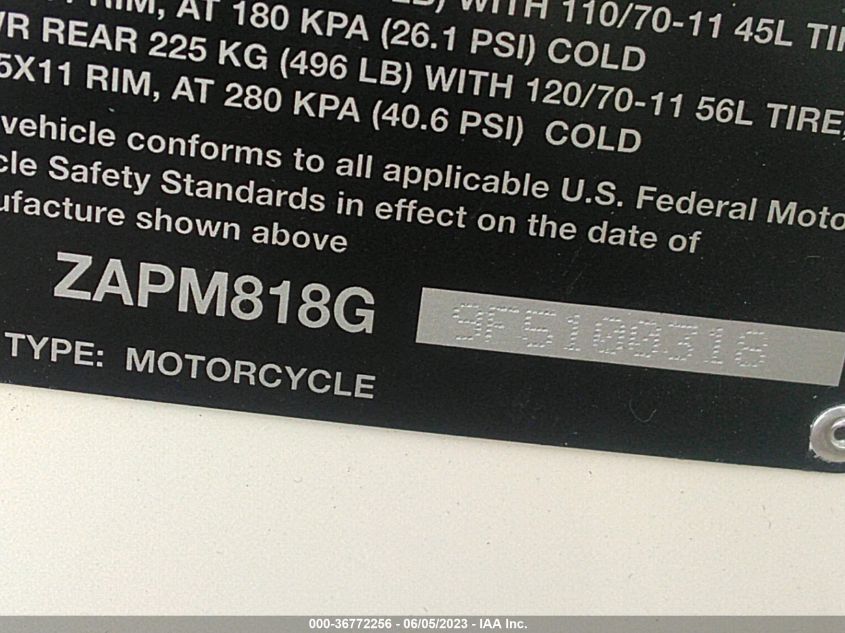 RIM, AT 180 KPA (26.1 PSI) COLD
WITH 110/70-11 45L
VR REAR 225 KG (496 LB) WITH 120/70-11 56L TIRE,
5X11 RIM, AT 280 KPA (40.6 PSI) COLD
vehicle conforms to all applicable U.S. Federal Moto
cle Safety Standards in effect on the date of
ufacture shown above
ZAPM818G 9F5100318
TYPE: MOTORCYCLE
000-36772256 - 06/05/2023 - IAA Inc.